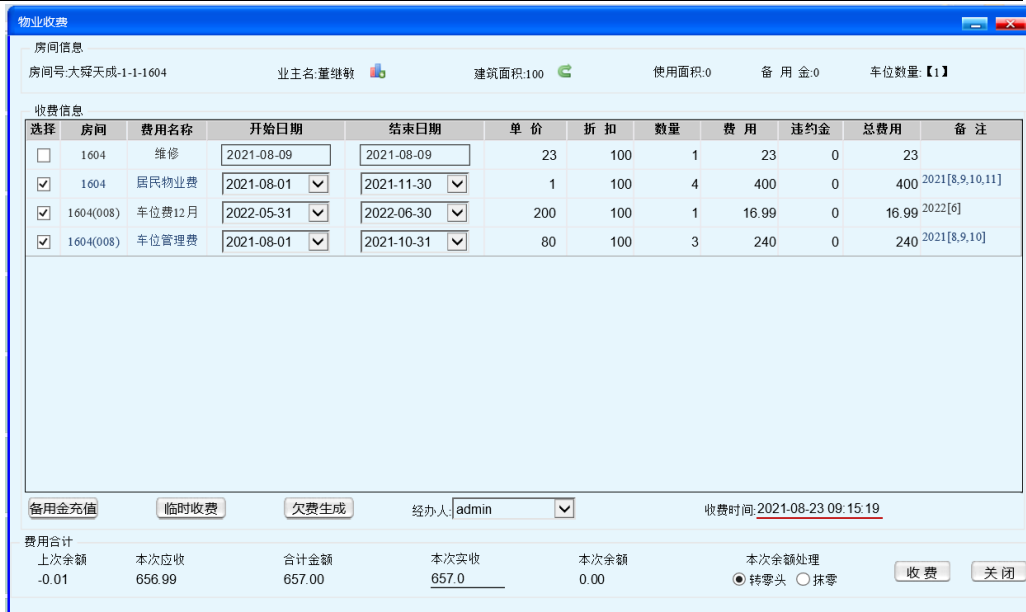 物业收费
房间信息
房间号:大舜天成-1-1-1604 业主名:董继敏 建筑面积:100 使用面积:0 备 用 金:0 车位数量:【1】
收费信息
选择 房间 费用名称 开始日期 结束日期 单 价 折 扣 数量 费 用 违约金 总费用 备 注
1604 维修 2021-08-09 2021-08-09 23 100 1 23 0 23
1604 居民物业费 2021-08-01 2021-11-30 1 100 4 400 0 400 2021[8,9,10,11]
1604(008) 车位费12月 2022-05-31 2022-06-30 200 100 1 16.99 0 16.99 2022[6]
1604(008) 车位管理费 2021-08-01 2021-10-31 80 100 3 240 0 240 2021[8,9,10]
备用金充值 临时收费 欠费生成 经办人: admin 收费时间: 2021-08-23 09:15:19
费用合计
上次余额 本次应收 合计金额 本次实收 本次余额 本次余额处理
-0.01 656.99 657.00 657.0 0.00 转零头 抹零 收 费 关 闭